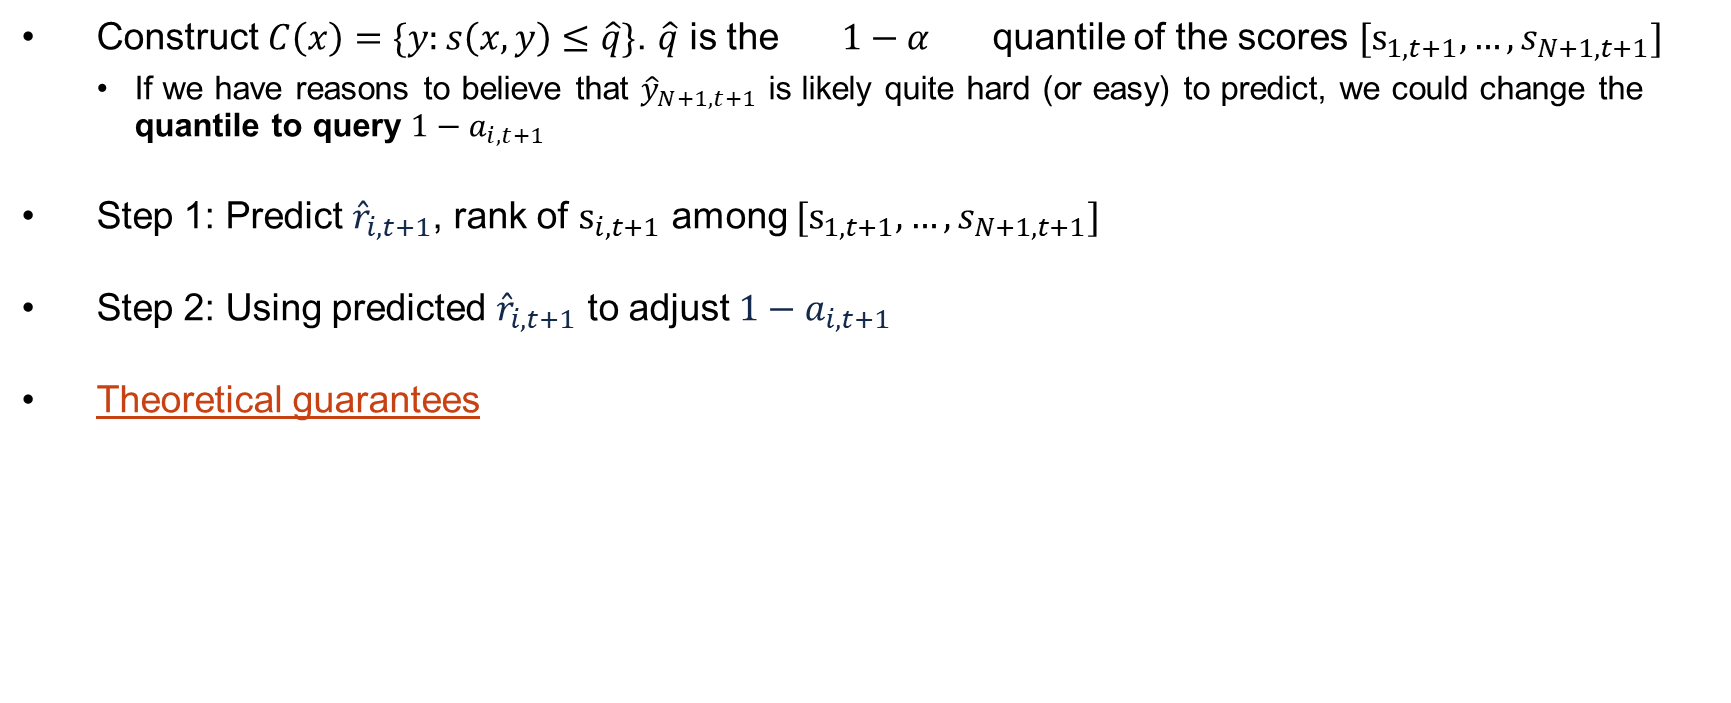 • Construct 𝐶(𝑥) = {𝑦: 𝑠(𝑥, 𝑦) ≤ 𝑞̂}. 𝑞̂ is the 1 − 𝛼 quantile of the scores [s₁,ₜ₊₁, … , 𝑠_{𝑁+1,𝑡+1}]
• If we have reasons to believe that 𝑦̂_{𝑁+1,𝑡+1} is likely quite hard (or easy) to predict, we could change the
quantile to query 1 − 𝑎_{𝑖,𝑡+1}
• Step 1: Predict 𝑟̂_{𝑖,𝑡+1}, rank of s_{𝑖,𝑡+1} among [s_{1,𝑡+1}, … , 𝑠_{𝑁+1,𝑡+1}]
• Step 2: Using predicted 𝑟̂_{𝑖,𝑡+1} to adjust 1 − 𝑎_{𝑖,𝑡+1}
• Theoretical guarantees